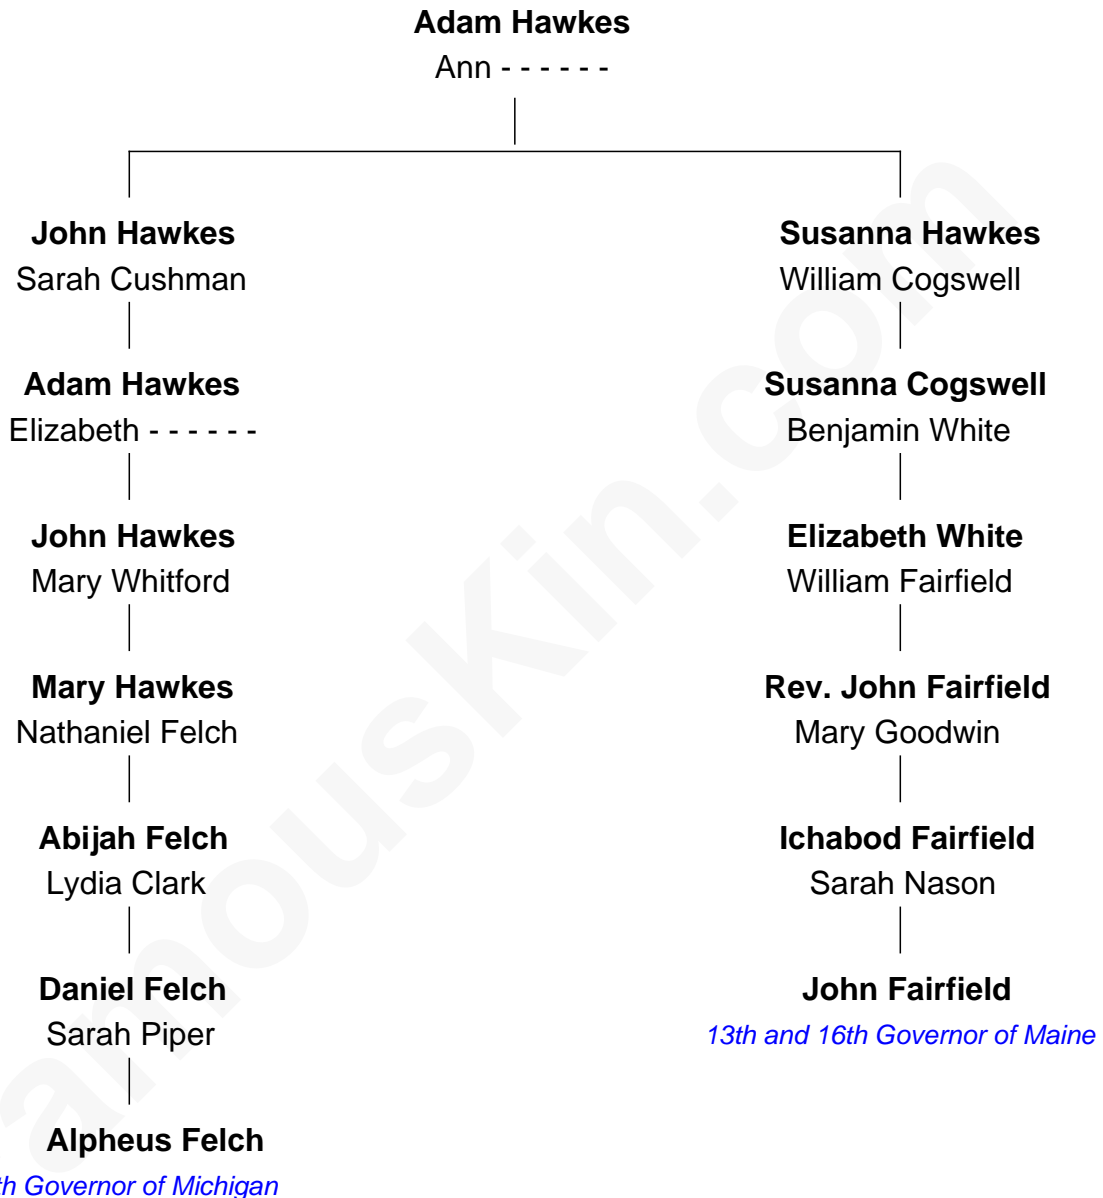 Adam Hawkes
Ann - - - - - -
John Hawkes
Sarah Cushman
Susanna Hawkes
William Cogswell
Adam Hawkes
Elizabeth - - - - - -
Susanna Cogswell
Benjamin White
John Hawkes
Mary Whitford
Elizabeth White
William Fairfield
Mary Hawkes
Nathaniel Felch
Rev. John Fairfield
Mary Goodwin
Abijah Felch
Lydia Clark
Ichabod Fairfield
Sarah Nason
Daniel Felch
Sarah Piper
John Fairfield
13th and 16th Governor of Maine
Alpheus Felch
th Governor of Michigan
amouskin.com